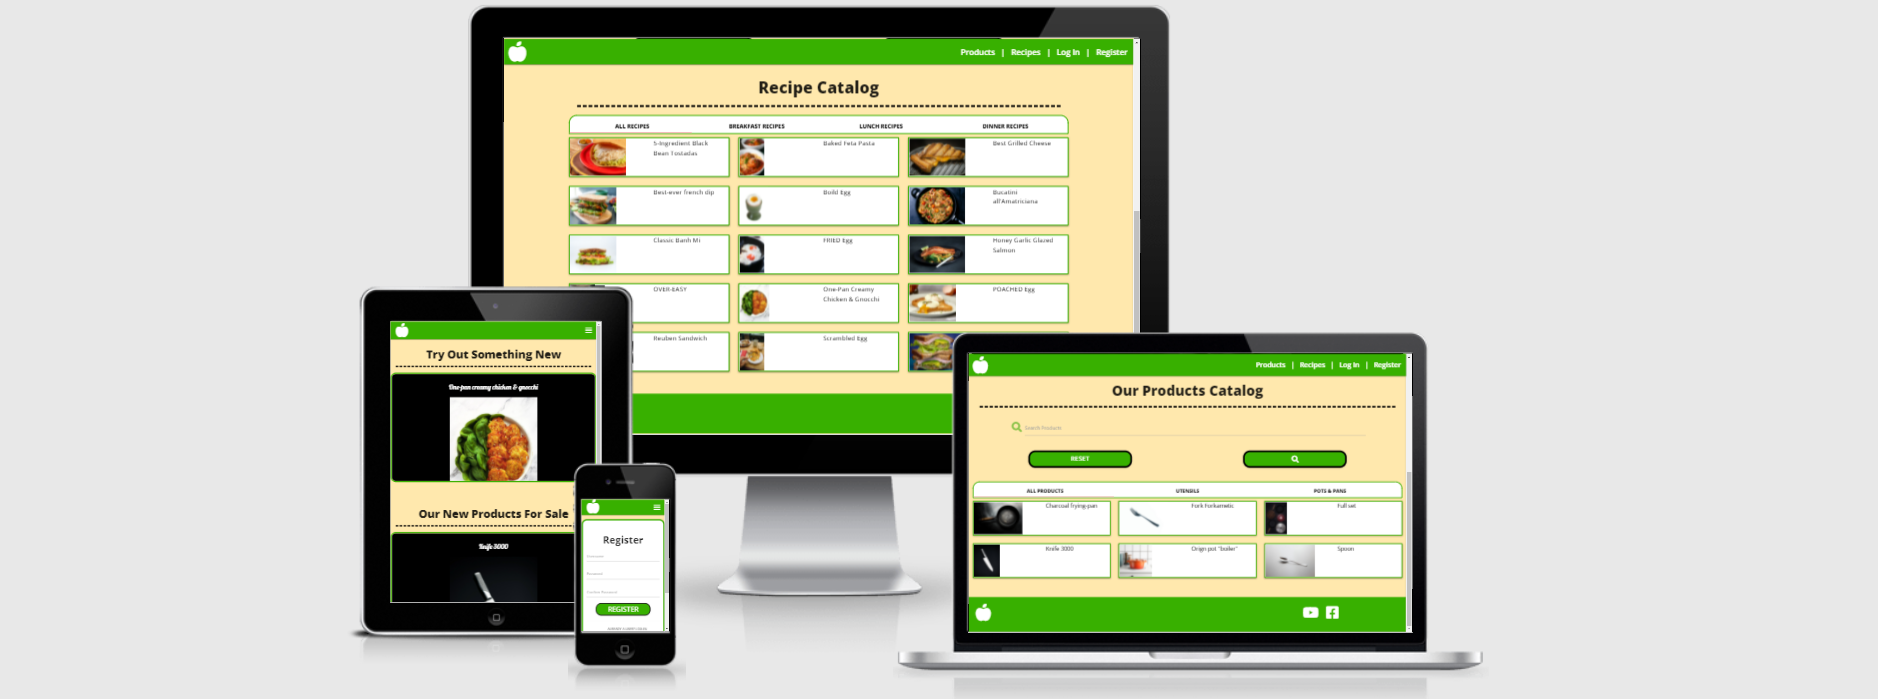 Products | Recipes | Log In | Register
Recipe Catalog
ALL RECIPES
BREAKFAST RECIPES
LUNCH RECIPES
DINNER RECIPES
5-Ingredient Black
Bean Tostadas
Baked Feta Pasta
Best Grilled Cheese
Best-ever french dip
Boild Egg
Bucatini
all'Amatriciana
Classic Banh Mi
FRIED Egg
Honey Garlic Glazed
Salmon
OVER-EASY
One-Pan Creamy
Chicken & Gnocchi
POACHED Egg
Reuben Sandwich
Scrambled Egg
Try Out Something New
One-pan creamy chicken & gnocchi
Our New Products For Sale
Knife 3000
Register
Username
Password
Confirm Password
REGISTER
Products | Recipes | Log In | Register
Our Products Catalog
Search Products
RESET
ALL PRODUCTS
UTENSILS
POTS & PANS
Charcoal frying-pan
Fork Forkametic
Full set
Knife 3000
Orign pot "boiler"
Spoon